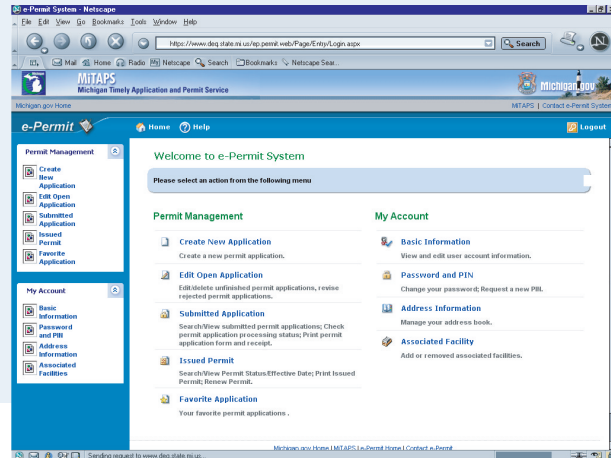 e-Permit System - Netscape
File Edit View Go Bookmarks Tools Window Help
https://www.deq.state.mi.us/ep.permit.web/Page/Entry/Login.aspx
Search
N
Mail Home Radio My Netscape Search Bookmarks Netscape Sear...
MiTAPS
Michigan Timely Application and Permit Service
Michigan.gov
Michigan.gov Home
MiTAPS | Contact e-Permit System
e-Permit
Home Help
Logout
Permit Management
Create
New
Application
Edit Open
Application
Submitted
Application
Issued
Permit
Favorite
Application
My Account
Basic
Information
Password
and PIN
Address
Information
Associated
Facilities
Welcome to e-Permit System
Please select an action from the following menu
Permit Management
Create New Application
Create a new permit application.
Edit Open Application
Edit/delete unfinished permit applications, revise
rejected permit applications.
Submitted Application
Search/View submitted permit applications; Check
permit application processing status; Print permit
application form and receipt.
Issued Permit
Search/View Permit Status/Effective Date; Print Issued
Permit; Renew Permit.
Favorite Application
Your favorite permit applications .
My Account
Basic Information
View and edit user account information.
Password and PIN
Change your password; Request a new PIN.
Address Information
Manage your address book.
Associated Facility
Add or removed associated facilities.
Michigan.gov Home | MiTAPS | e-Permit Home | Contact e-Permit
Sending request to www.deq.state.mi.us...